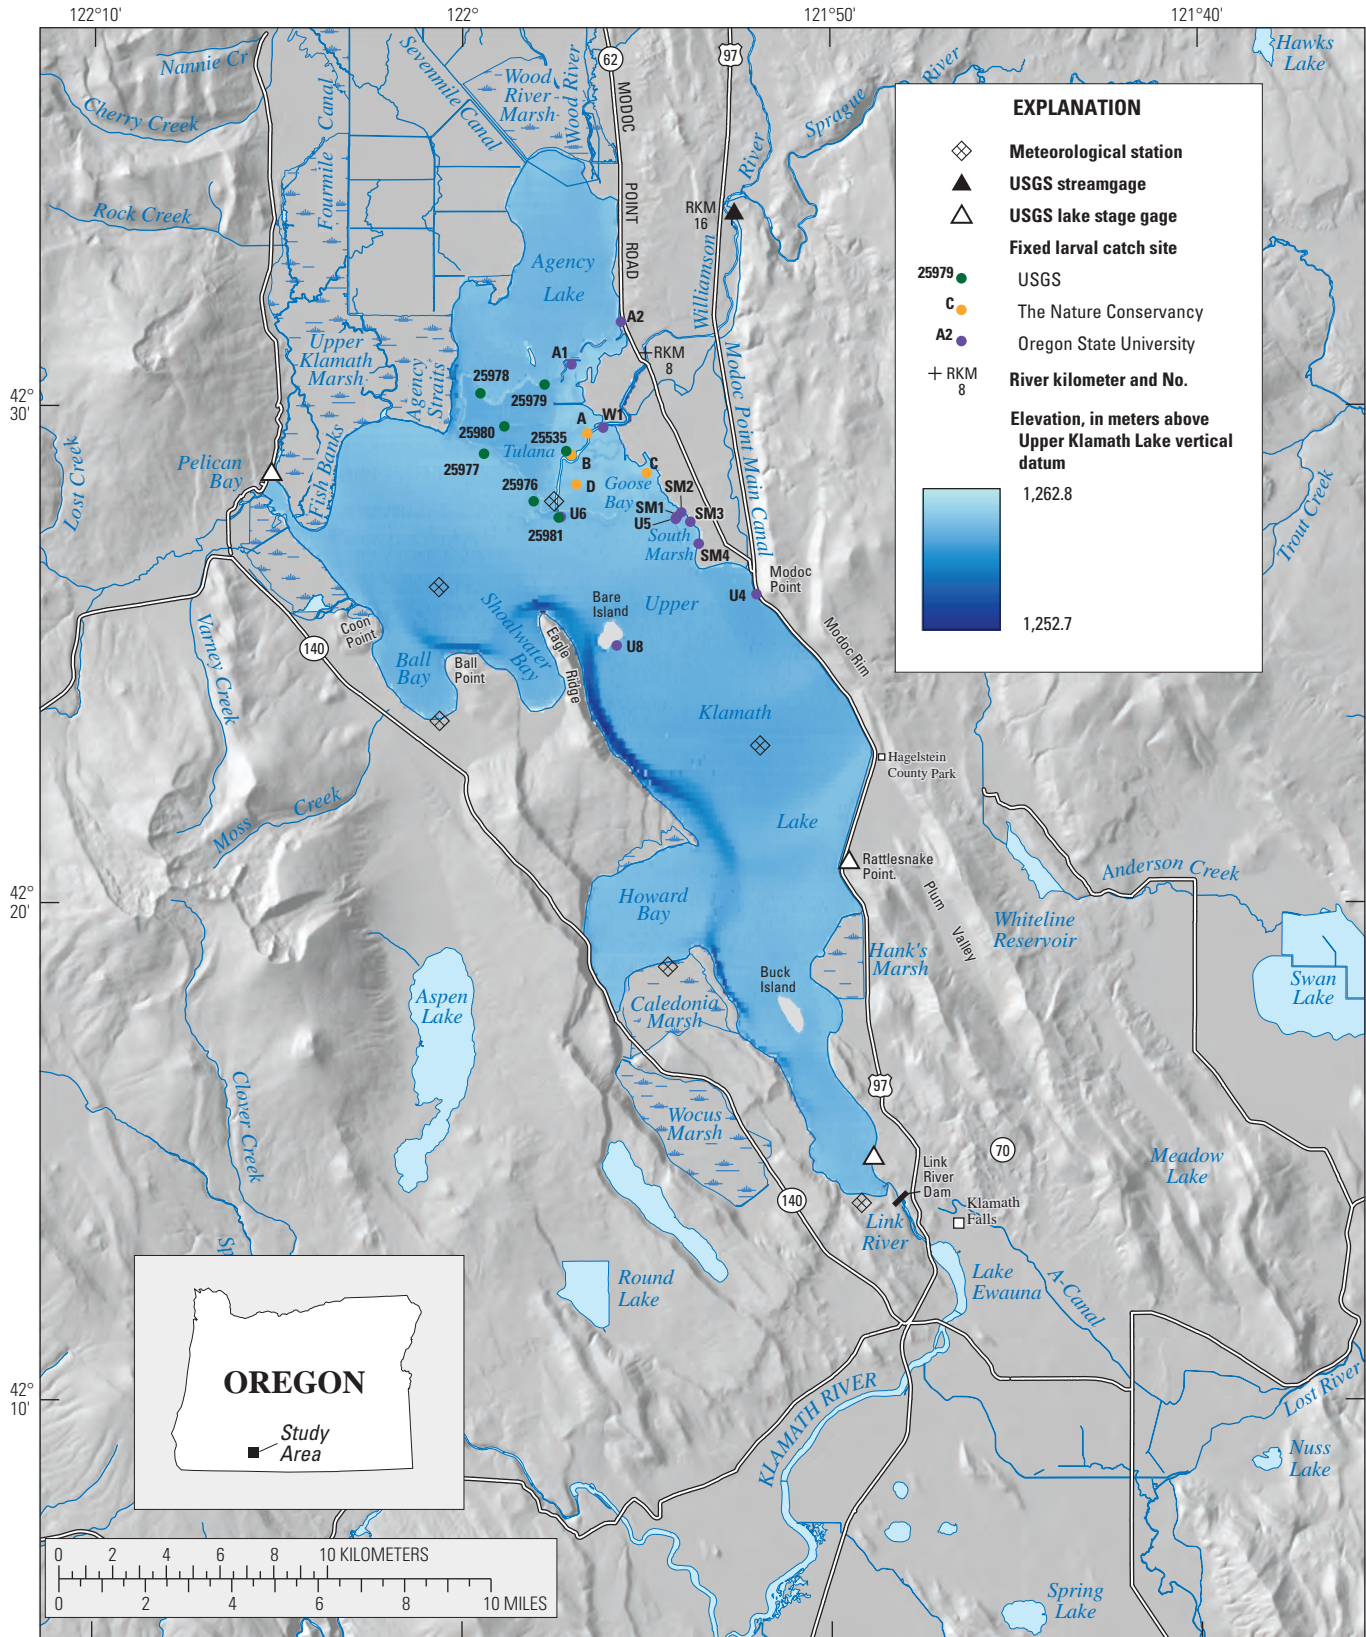 122°10'
122°
121°50'
121°40'
42°
30'
42°
20'
42°
10'
Nannie Cr
Cherry Creek
Rock Creek
Fourmile Canal
Sevenmile Canal
Wood
River
Marsh
Wood River
62
MODOC
POINT
ROAD
97
Sprague River
Hawks
Lake
River
RKM
16
Williamson
Agency
Lake
A2
A1
RKM
8
Modoc Point Main Canal
Upper
Klamath
Marsh
Agency
Straits
25978
25979
25980
25977
25535
Tulana
A
W1
B
C
D
Goose
Bay
25976
U6
25981
SM2
SM1
U5
SM3
South
Marsh
SM4
Lost Creek
Pelican
Bay
Fish Banks
Modoc
Point
U4
Trout Creek
Bare
Island
Upper
U8
Shoalwater
Bay
Eagle
Ridge
Coon
Point
140
Ball
Bay
Ball
Point
Varney Creek
Modoc Rim
Klamath
Lake
Hagelstein
County Park
Moss Creek
Rattlesnake
Point.
Plum
Valley
Anderson Creek
Whiteline
Reservoir
Howard
Bay
Hank's
Marsh
Swan
Lake
Buck
Island
Aspen
Lake
Caledonia
Marsh
Clover Creek
Wocus
Marsh
97
70
Meadow
Lake
Link
River
Dam
140
Klamath
Falls
Link
River
Sp
Round
Lake
Lake
Ewauna
A-Canal
KLAMATH RIVER
Lost River
Nuss
Lake
Spring
Lake
EXPLANATION
Meteorological station
USGS streamgage
USGS lake stage gage
Fixed larval catch site
25979 USGS
C The Nature Conservancy
A2 Oregon State University
RKM
8
River kilometer and No.
Elevation, in meters above
Upper Klamath Lake vertical
datum
1,262.8
1,252.7
OREGON
Study
Area
0 2 4 6 8 10 KILOMETERS
0 2 4 6 8 10 MILES